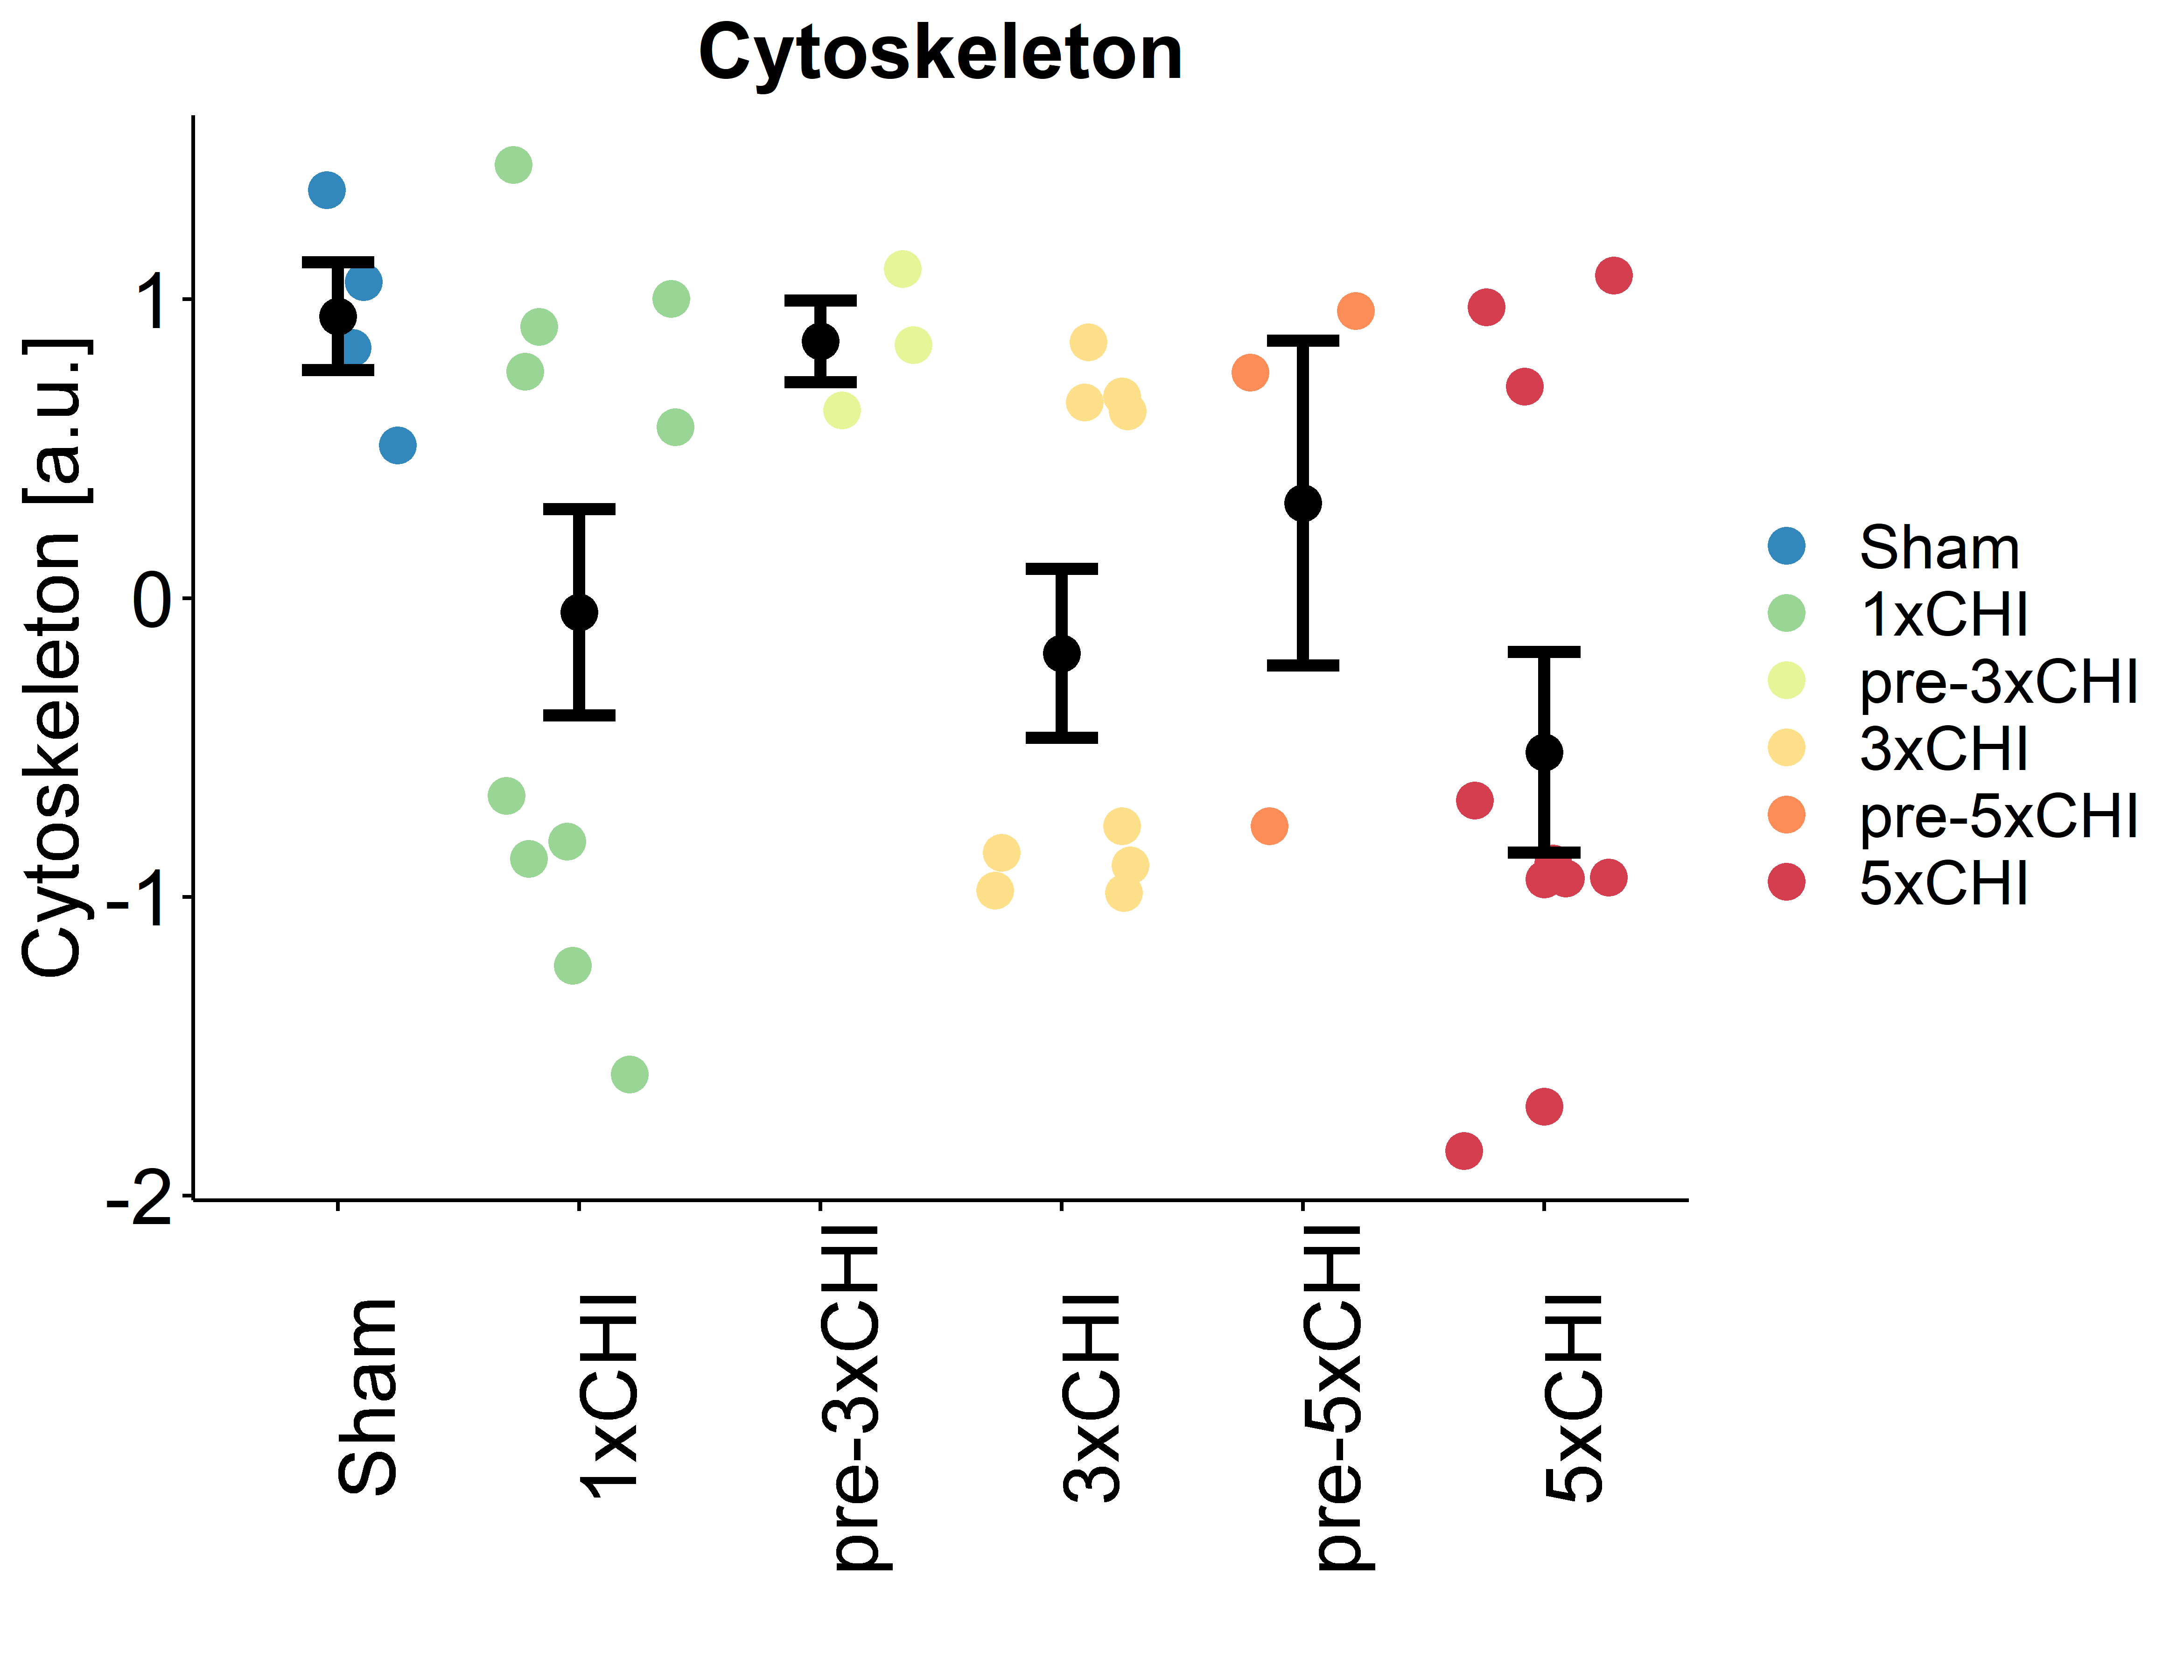 Cytoskeleton
Cytoskeleton [a.u.]
1
0
-1
-2
Sham
1xCHI
pre-3xCHI
3xCHI
pre-5xCHI
5xCHI
Sham
1xCHI
pre-3xCHI
3xCHI
pre-5xCHI
5xCHI